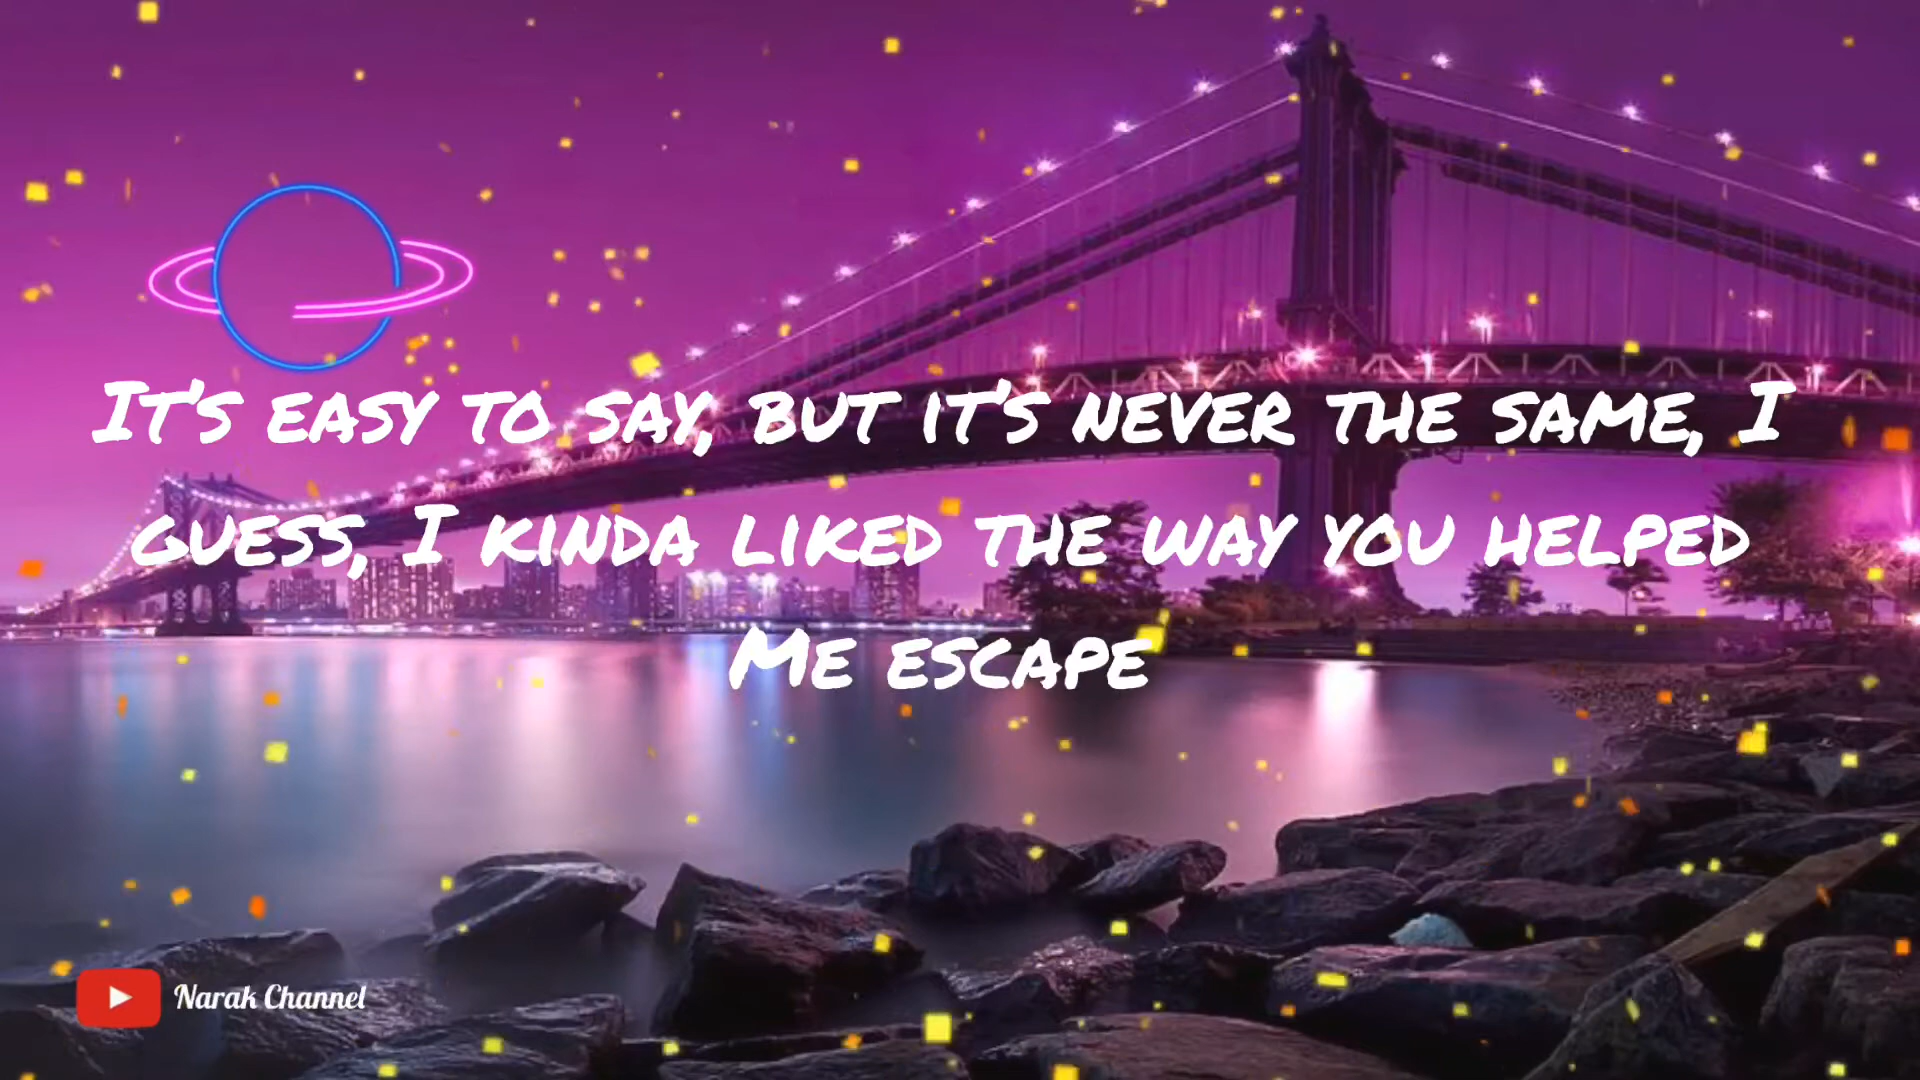 It's easy to say, but it's never the same, I
guess, I kinda liked the way you helped
Me escape
Narak Channel